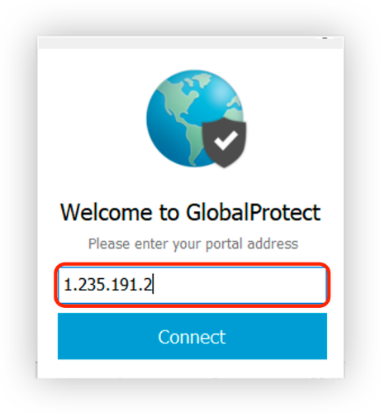 Welcome to GlobalProtect
Please enter your portal address
1.235.191.2
Connect